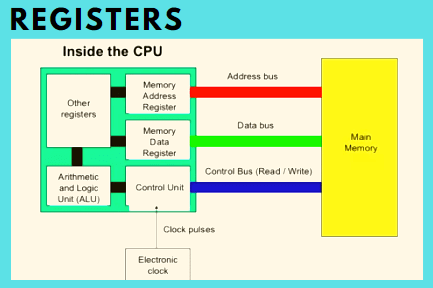 REGISTERS
Inside the CPU
Other
registers
Memory
Address
Register
Address bus
Memory
Data
Register
Data bus
Main
Memory
Arithmetic
and Logic
Unit (ALU)
Control Unit
Control Bus (Read / Write)
Clock pulses
Electronic
clock